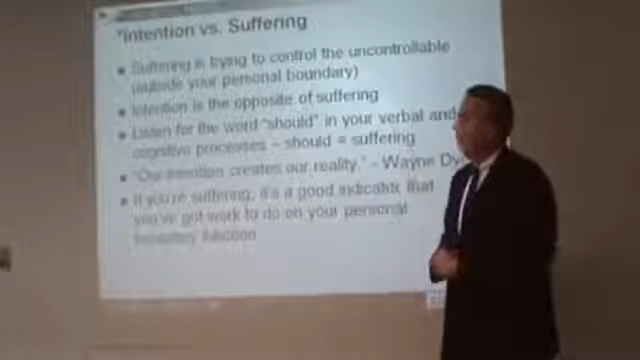 *Intention vs. Suffering
■ Suffering is trying to control the uncontrollable
(outside your personal boundary)
■ Intention is the opposite of suffering
■ Listen for the word "should" in your verbal and
cognitive processes – should = suffering
■ "Our intention creates our reality." - Wayne Dy
■ If you're suffering, it's a good indicator that
you've got work to do on your personal
boundary function